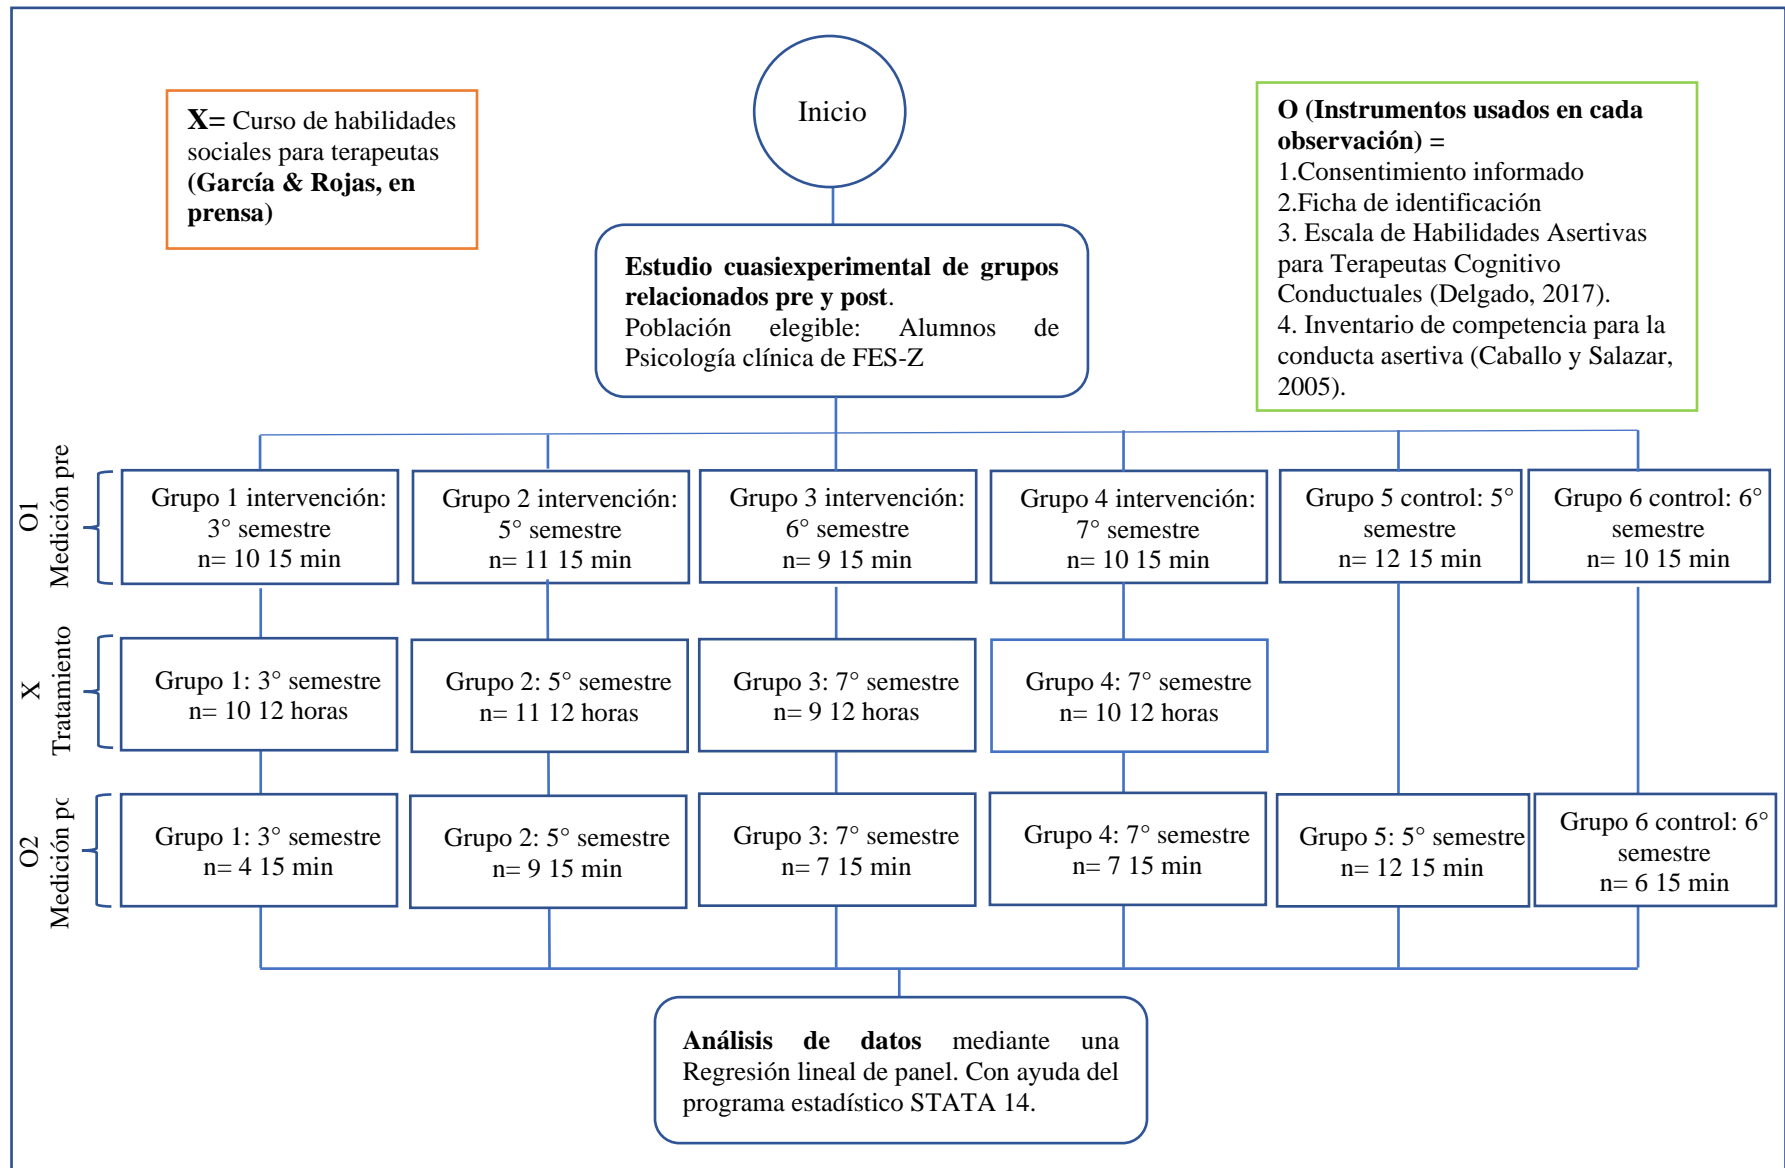 Inicio
X= Curso de habilidades
sociales para terapeutas
(García & Rojas, en
prensa)
O (Instrumentos usados en cada
observación) =
1.Consentimiento informado
2.Ficha de identificación
3. Escala de Habilidades Asertivas
para Terapeutas Cognitivo
Conductuales (Delgado, 2017).
4. Inventario de competencia para la
conducta asertiva (Caballo y Salazar,
2005).
Estudio cuasiexperimental de grupos
relacionados pre y post.
Población elegible: Alumnos de
Psicología clínica de FES-Z
O1
Medición pre
Grupo 1 intervención:
3° semestre
n= 10 15 min
Grupo 2 intervención:
5° semestre
n= 11 15 min
Grupo 3 intervención:
6° semestre
n= 9 15 min
Grupo 4 intervención:
7° semestre
n= 10 15 min
Grupo 5 control: 5°
semestre
n= 12 15 min
Grupo 6 control: 6°
semestre
n= 10 15 min
X
Tratamiento
Grupo 1: 3° semestre
n= 10 12 horas
Grupo 2: 5° semestre
n= 11 12 horas
Grupo 3: 7° semestre
n= 9 12 horas
Grupo 4: 7° semestre
n= 10 12 horas
O2
Medición
Grupo 1: 3° semestre
n= 4 15 min
Grupo 2: 5° semestre
n= 9 15 min
Grupo 3: 7° semestre
n= 7 15 min
Grupo 4: 7° semestre
n= 7 15 min
Grupo 5: 5° semestre
n= 12 15 min
Grupo 6 control: 6°
semestre
n= 6 15 min
Análisis de datos mediante una
Regresión lineal de panel. Con ayuda del
programa estadístico STATA 14.